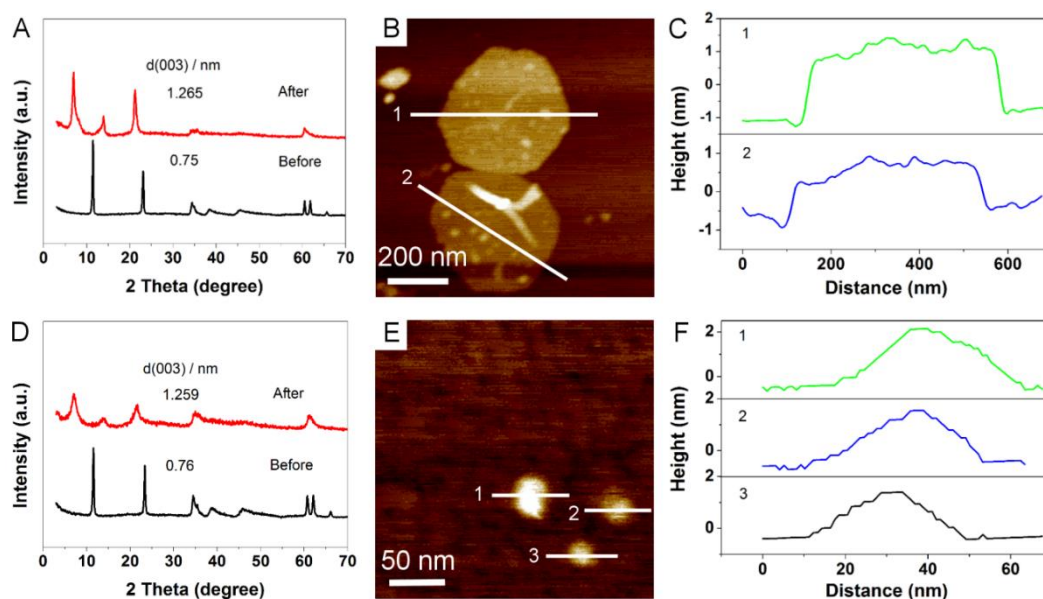 A
d(003) / nm
1.265
After
0.75
Before
Intensity (a.u.)
0 10 20 30 40 50 60 70
2 Theta (degree)
B
1
2
200 nm
C
1
2
1
0
-1
1
2
0
-1
Height (nm)
0 200 400 600
Distance (nm)
D
d(003) / nm
1.259
After
0.76
Before
Intensity (a.u.)
0 10 20 30 40 50 60 70
2 Theta (degree)
E
1
2
3
50 nm
F
1
2
0
2
2
0
2
3
0
Height (nm)
0 20 40 60
Distance (nm)